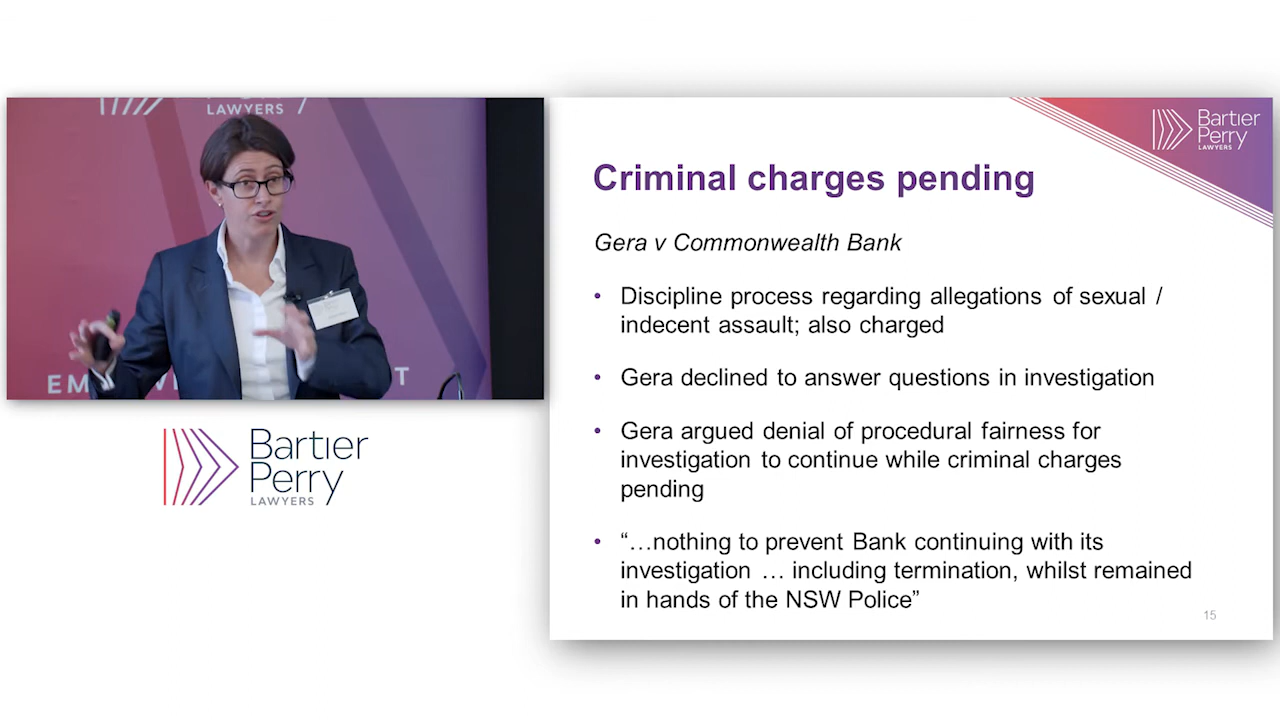 LAWYERS
Bartier
Perry
LAWYERS
Criminal charges pending
Gera v Commonwealth Bank
• Discipline process regarding allegations of sexual /
indecent assault; also charged
• Gera declined to answer questions in investigation
• Gera argued denial of procedural fairness for
investigation to continue while criminal charges
pending
• “…nothing to prevent Bank continuing with its
investigation … including termination, whilst remained
in hands of the NSW Police”
15
Bartier
Perry
LAWYERS